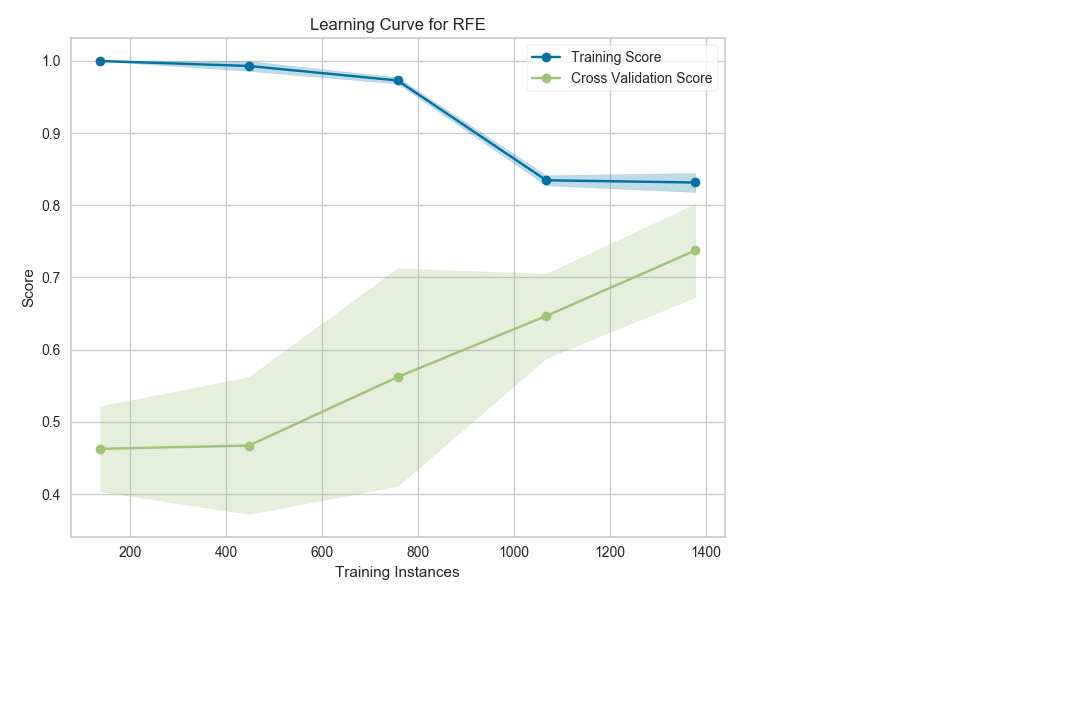 Learning Curve for RFE
Training Score
Cross Validation Score
1.0
0.9
0.8
0.7
0.6
0.5
0.4
Score
200 400 600 800 1000 1200 1400
Training Instances